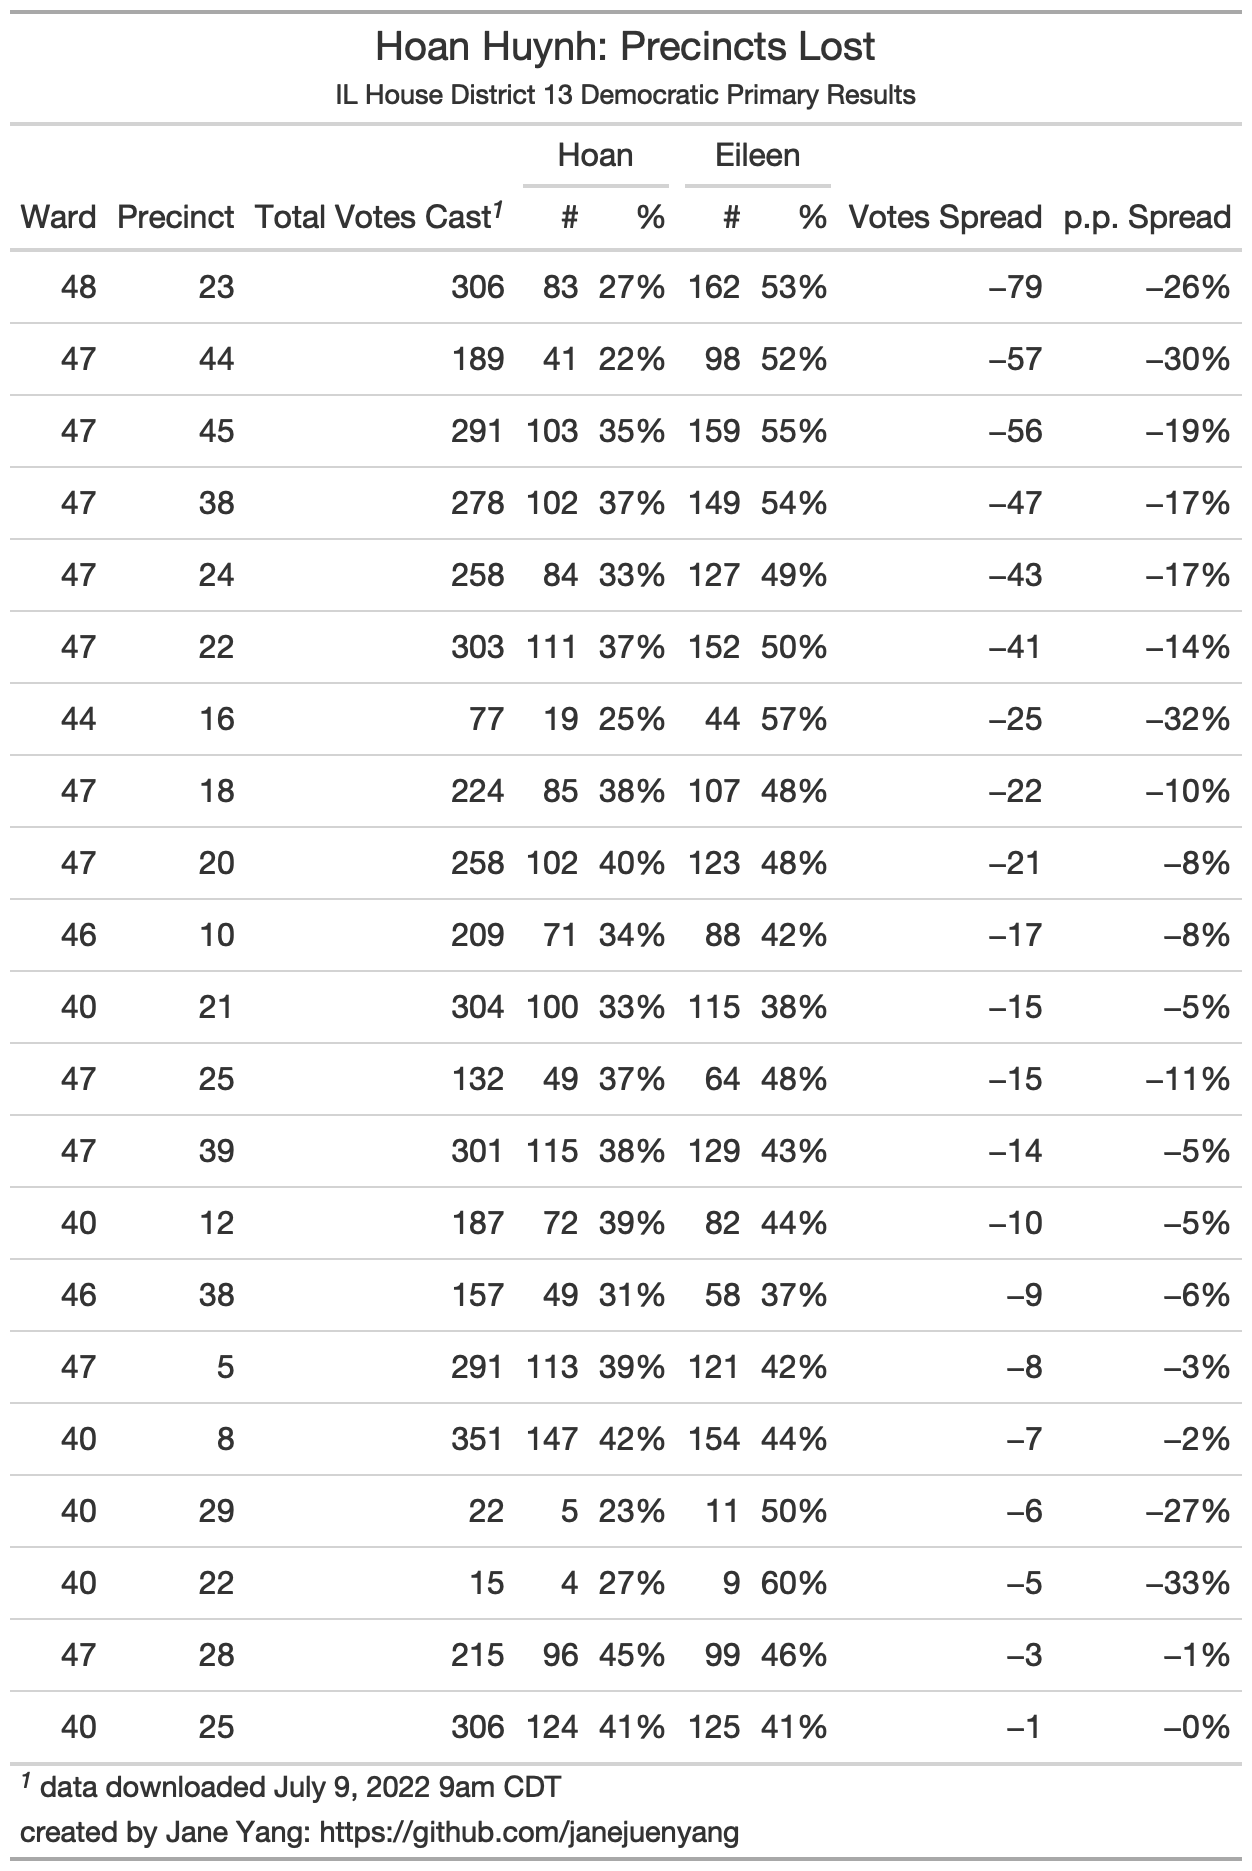 Hoan Huynh: Precincts Lost
IL House District 13 Democratic Primary Results
Hoan Eileen
Ward Precinct Total Votes Cast1 # % # % Votes Spread p.p. Spread
48 23 306 83 27% 162 53% −79 −26%
47 44 189 41 22% 98 52% −57 −30%
47 45 291 103 35% 159 55% −56 −19%
47 38 278 102 37% 149 54% −47 −17%
47 24 258 84 33% 127 49% −43 −17%
47 22 303 111 37% 152 50% −41 −14%
44 16 77 19 25% 44 57% −25 −32%
47 18 224 85 38% 107 48% −22 −10%
47 20 258 102 40% 123 48% −21 −8%
46 10 209 71 34% 88 42% −17 −8%
40 21 304 100 33% 115 38% −15 −5%
47 25 132 49 37% 64 48% −15 −11%
47 39 301 115 38% 129 43% −14 −5%
40 12 187 72 39% 82 44% −10 −5%
46 38 157 49 31% 58 37% −9 −6%
47 5 291 113 39% 121 42% −8 −3%
40 8 351 147 42% 154 44% −7 −2%
40 29 22 5 23% 11 50% −6 −27%
40 22 15 4 27% 9 60% −5 −33%
47 28 215 96 45% 99 46% −3 −1%
40 25 306 124 41% 125 41% −1 −0%
1 data downloaded July 9, 2022 9am CDT
created by Jane Yang: https://github.com/janejuenyang